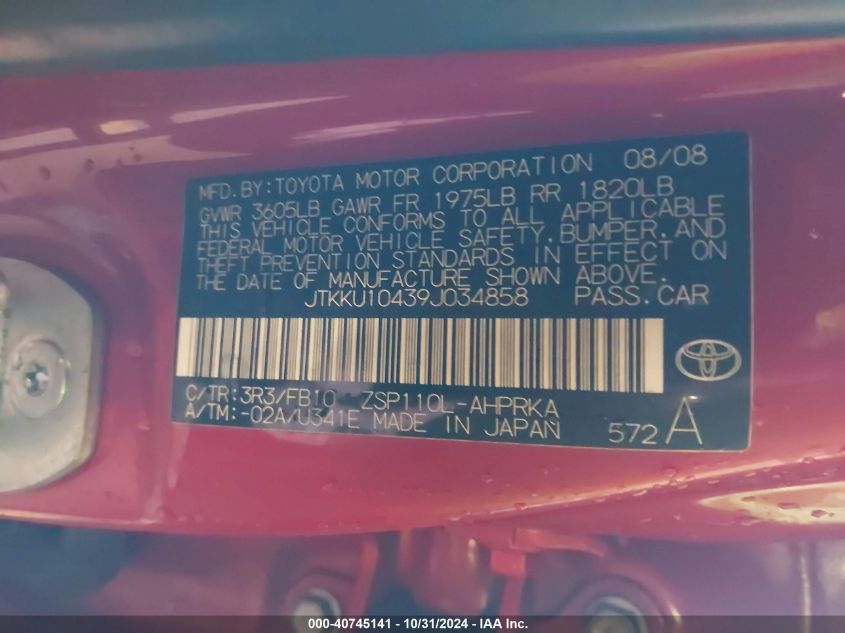 MFD.BY:TOYOTA MOTOR CORPORATION 08/08
GVWR 3605LB GAWR FR 1975LB RR 1820LB
THIS VEHICLE CONFORMS TO ALL APPLICABLE
FEDERAL MOTOR VEHICLE SAFETY,BUMPER,AND
THEFT PREVENTION STANDARDS IN EFFECT ON
THE DATE OF MANUFACTURE SHOWN ABOVE.
JTKKU10439J034858 PASS.CAR
C/TR:3R3/FB10 ZSP110L-AHPRKA
A/TM:-02A/U341E MADE IN JAPAN 572 A
000-40745141 - 10/31/2024 - IAA Inc.